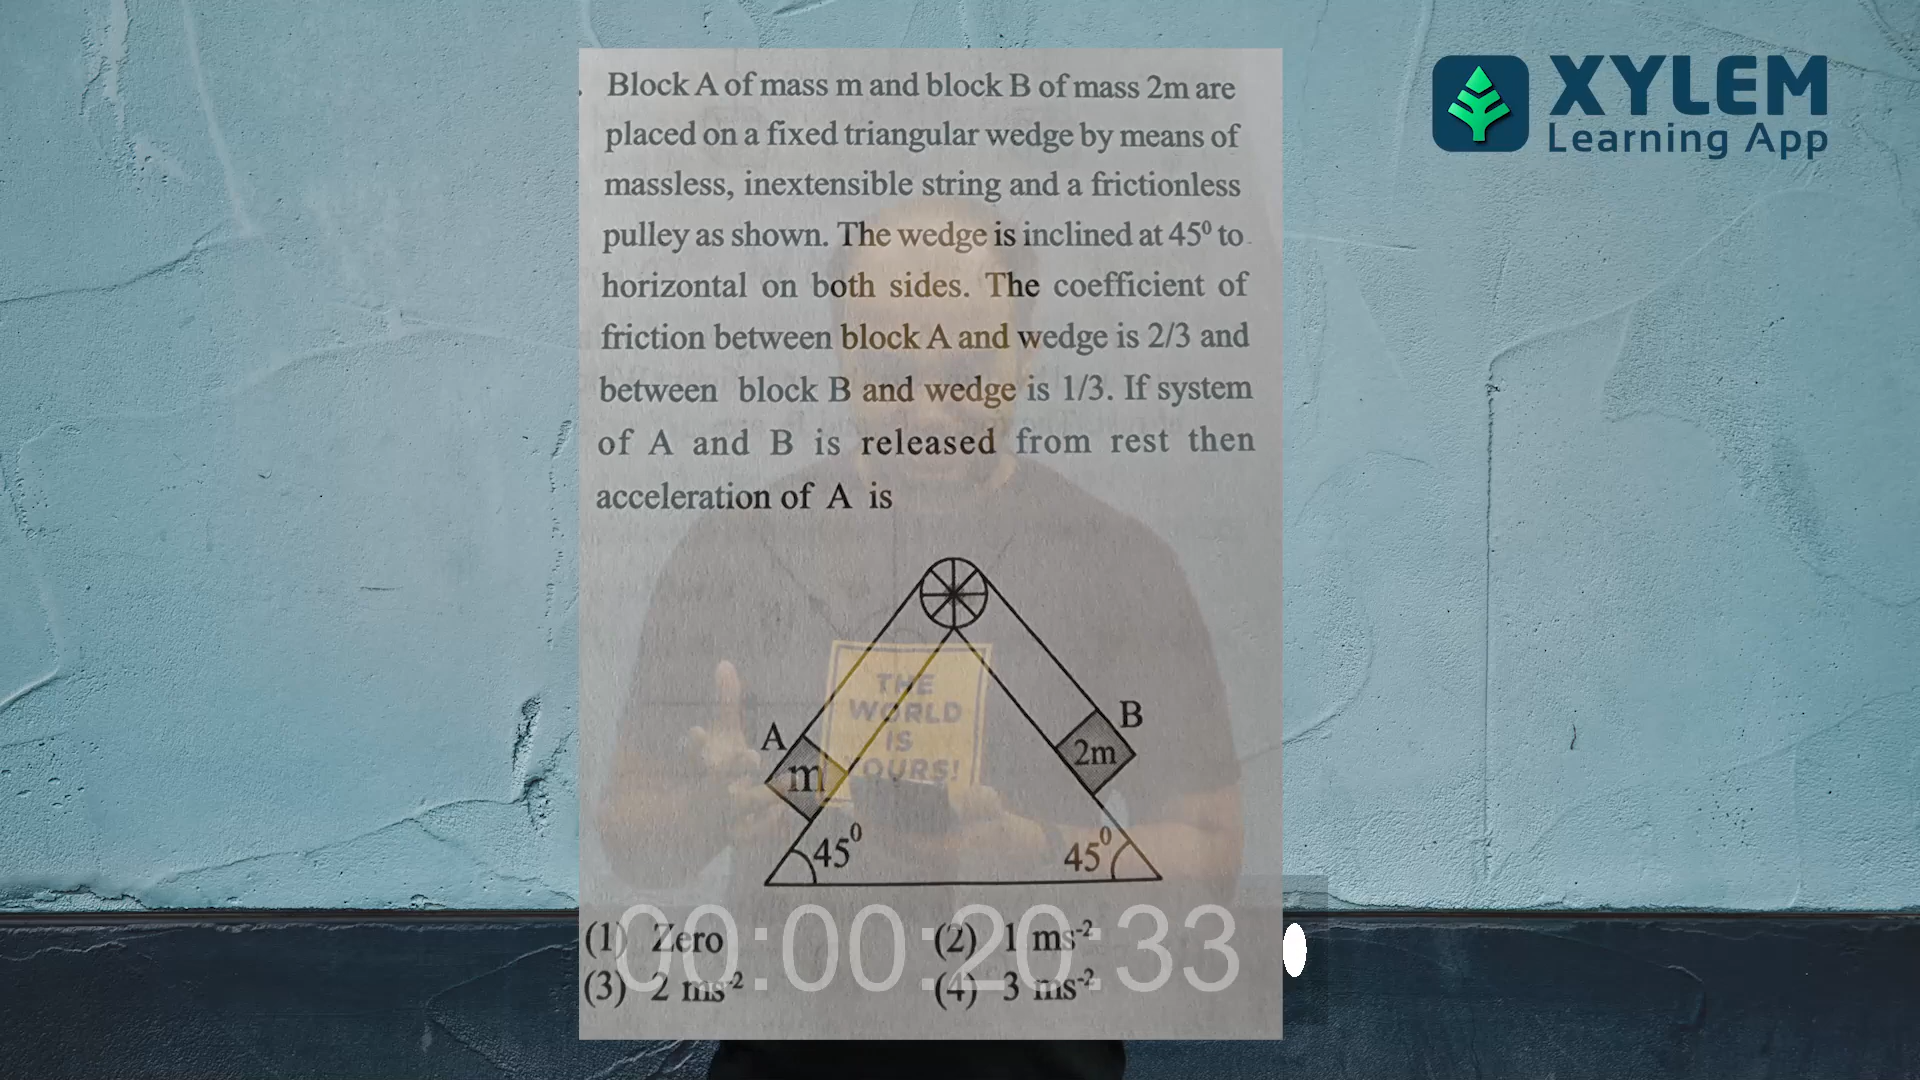 Block A of mass m and block B of mass 2m are
placed on a fixed triangular wedge by means of
massless, inextensible string and a frictionless
pulley as shown. The wedge is inclined at 45⁰ to
horizontal on both sides. The coefficient of
friction between block A and wedge is 2/3 and
between block B and wedge is 1/3. If system
of A and B is released from rest then
acceleration of A is
XYLEM
Learning App
THE
WORLD
IS
YOURS!
A
m
B
2m
45⁰
45⁰
(1) Zero
(2) 1 ms⁻²
(3) 2 ms⁻²
(4) 3 ms⁻²
00:00:20:33